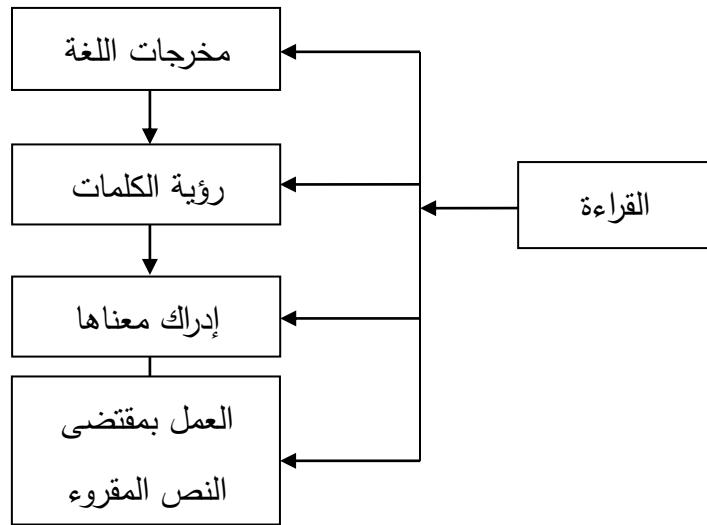 مخرجات اللغة
رؤية الكلمات
القراءة
إدراك معناها
العمل بمقتضى
النص المقروء